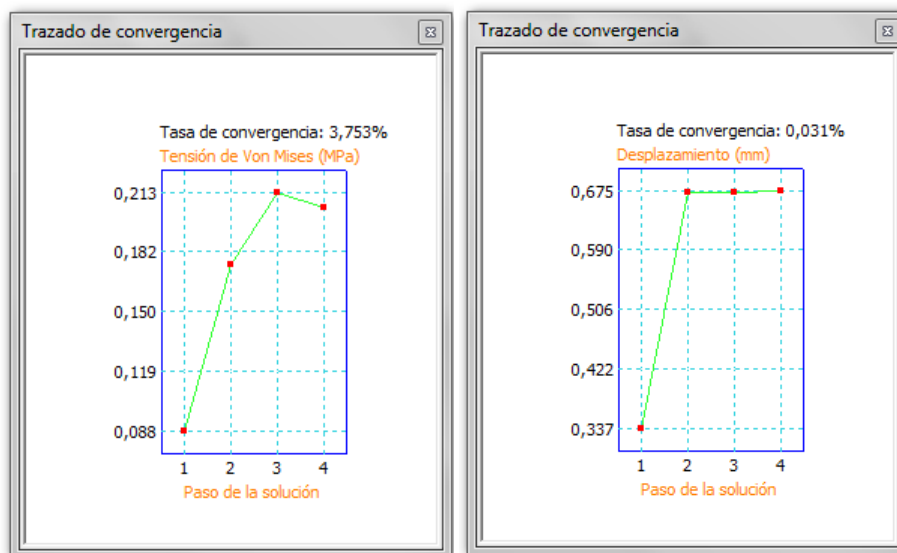 Trazado de convergencia
Tasa de convergencia: 3,753%
Tensión de Von Mises (MPa)
0,213
0,182
0,150
0,119
0,088
1 2 3 4
Paso de la solución
Trazado de convergencia
Tasa de convergencia: 0,031%
Desplazamiento (mm)
0,675
0,590
0,506
0,422
0,337
1 2 3 4
Paso de la solución